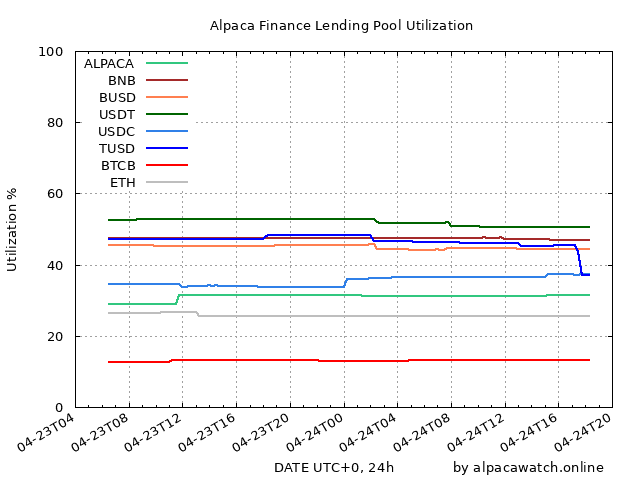 Alpaca Finance Lending Pool Utilization
100
80
60
40
20
0
Utilization %
ALPACA
BNB
BUSD
USDT
USDC
TUSD
BTCB
ETH
04-23T04
04-23T08
04-23T12
04-23T16
04-23T20
04-24T00
04-24T04
04-24T08
04-24T12
04-24T16
04-24T20
DATE UTC+0, 24h
by alpacawatch.online